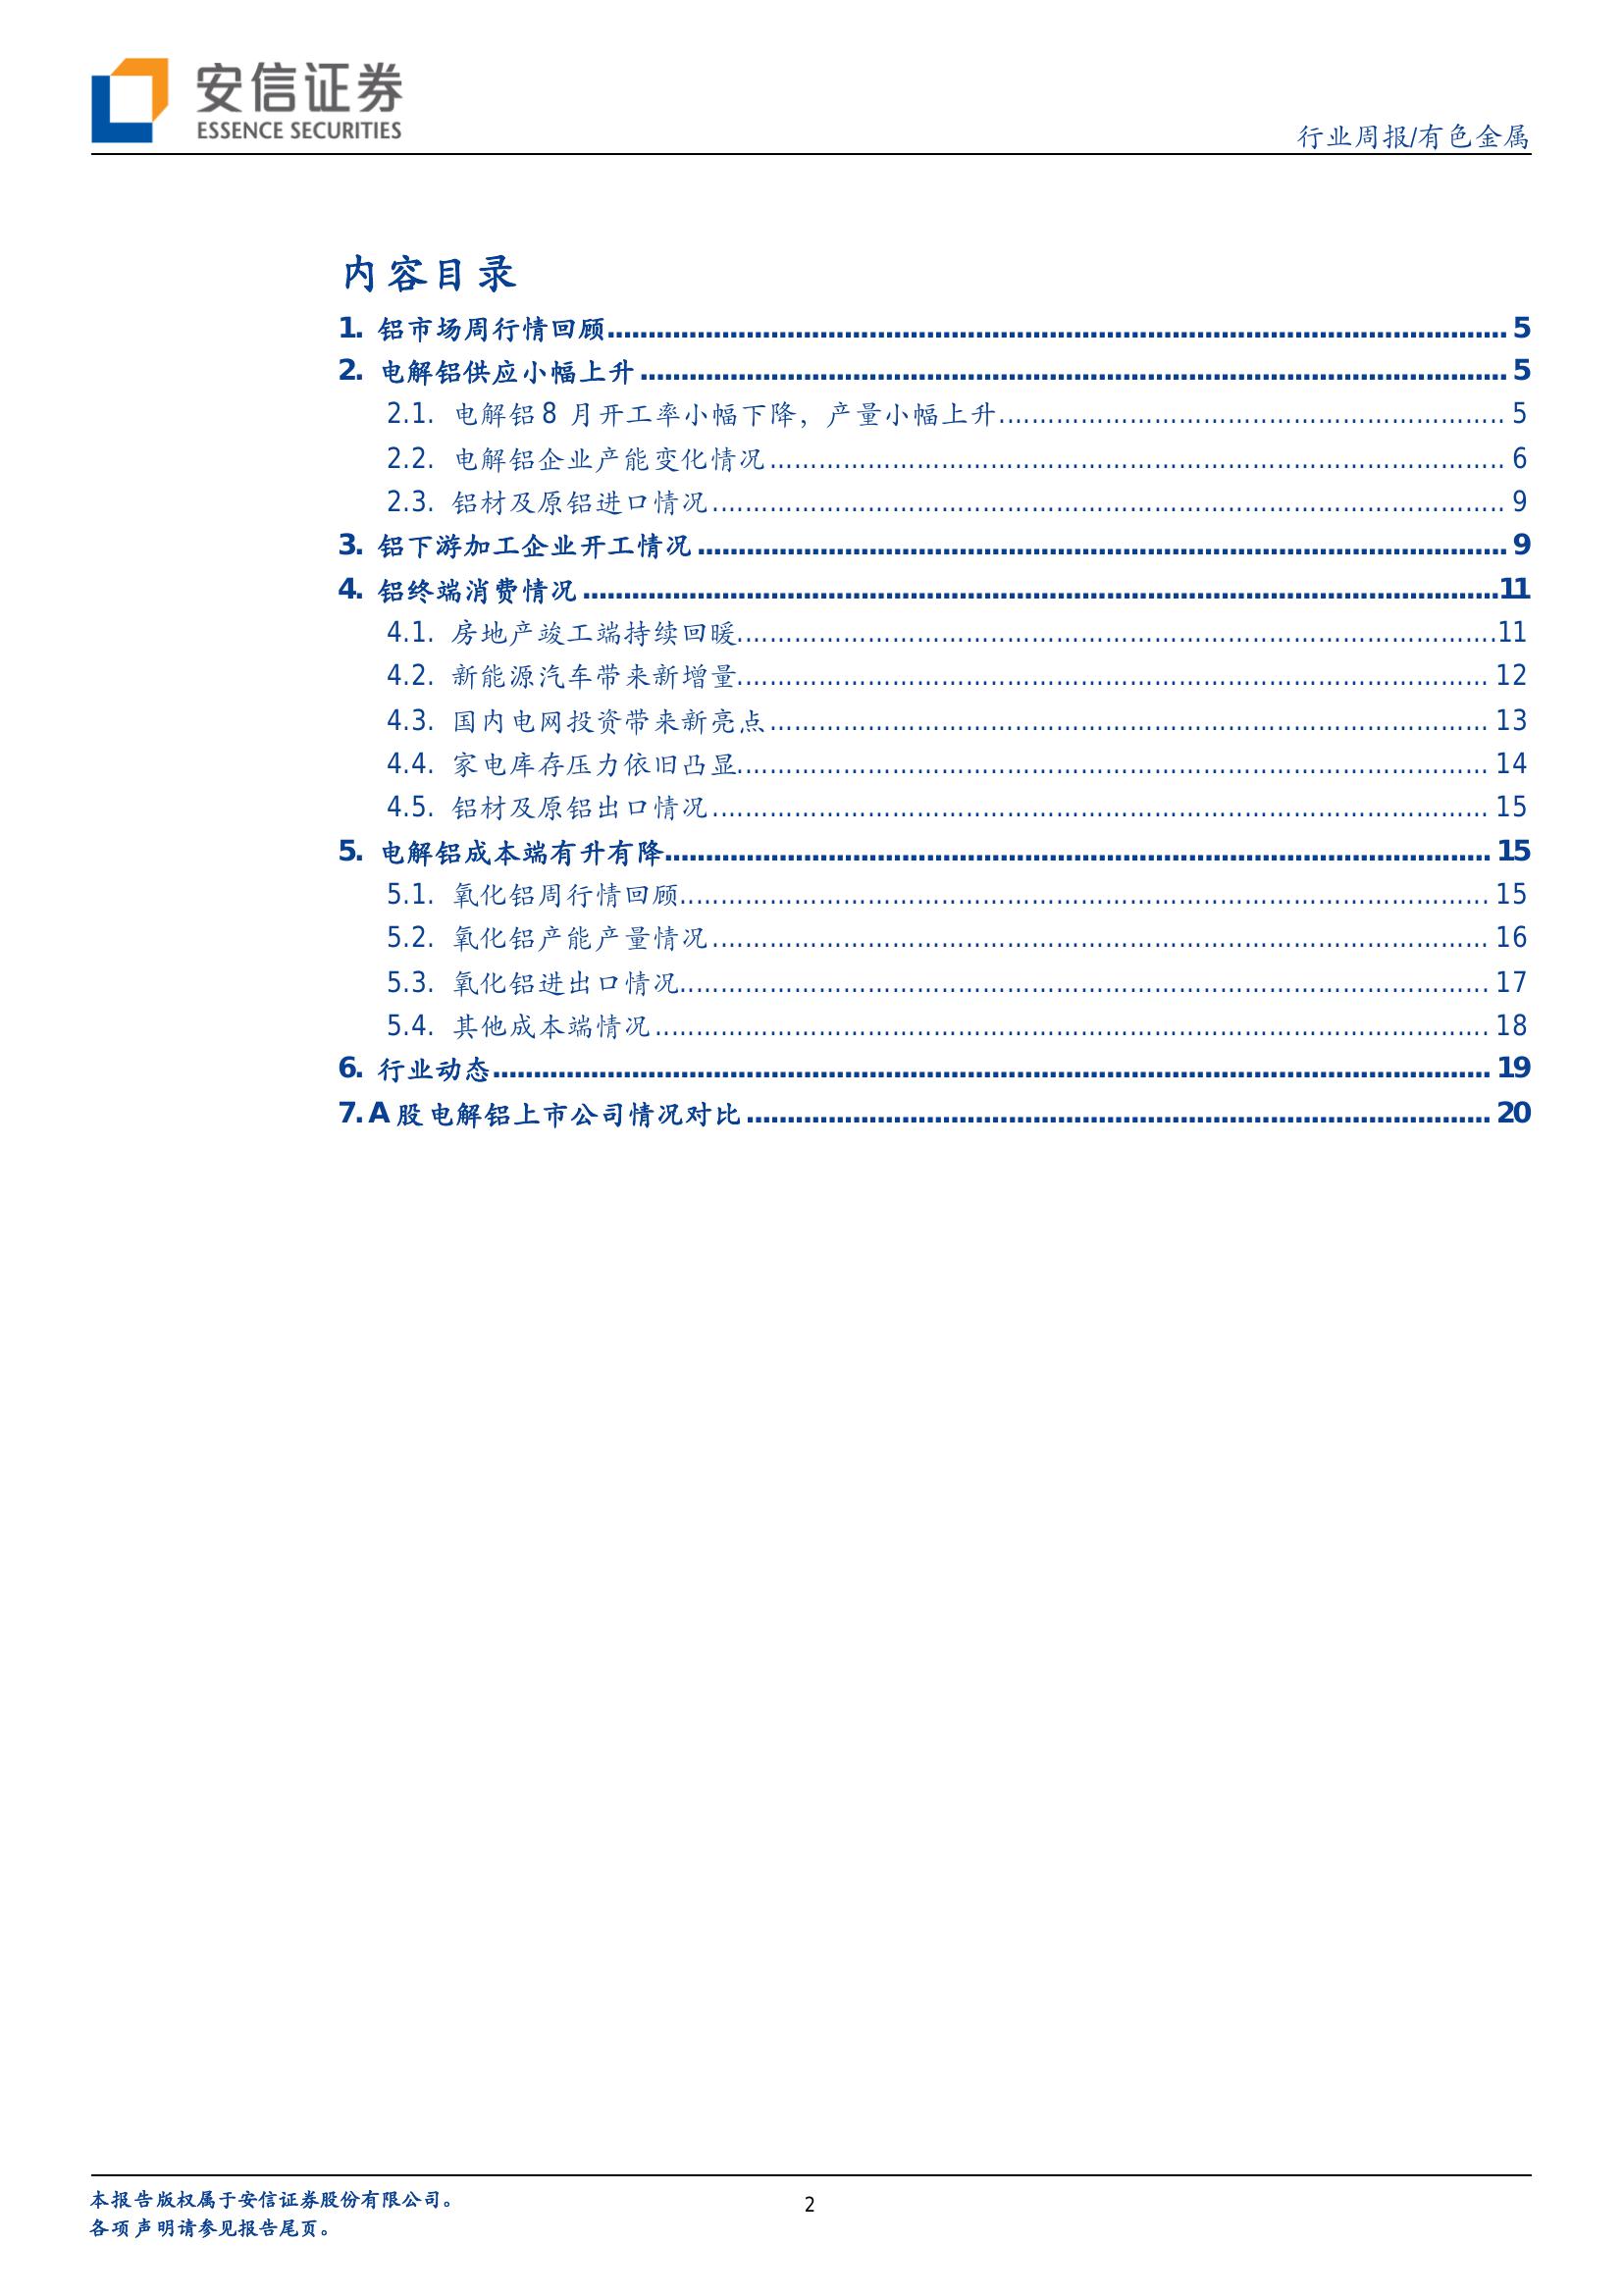 安信证券
ESSENCE SECURITIES
行业周报/有色金属
内容目录
1. 铝市场周行情回顾 5
2. 电解铝供应小幅上升 5
2.1. 电解铝 8 月开工率小幅下降，产量小幅上升 5
2.2. 电解铝企业产能变化情况 6
2.3. 铝材及原铝进口情况 9
3. 铝下游加工企业开工情况 9
4. 铝终端消费情况 11
4.1. 房地产竣工端持续回暖 11
4.2. 新能源汽车带来新增量 12
4.3. 国内电网投资带来新亮点 13
4.4. 家电库存压力依旧凸显 14
4.5. 铝材及原铝出口情况 15
5. 电解铝成本端有升有降 15
5.1. 氧化铝周行情回顾 15
5.2. 氧化铝产能产量情况 16
5.3. 氧化铝进出口情况 17
5.4. 其他成本端情况 18
6. 行业动态 19
7. A 股电解铝上市公司情况对比 20
本报告版权属于安信证券股份有限公司。
各项声明请参见报告尾页。
2